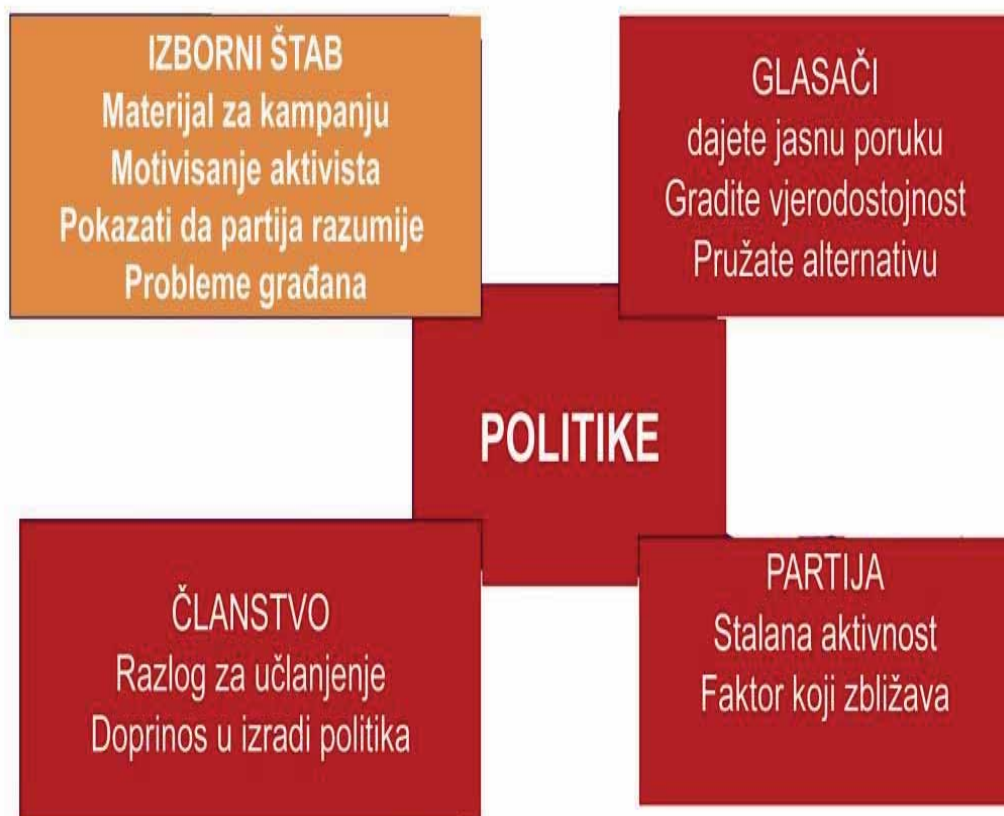 IZBORNI ŠTAB
Materijal za kampanju
Motivisanje aktivista
Pokazati da partija razumije
Probleme građana
GLASAČI
dajete jasnu poruku
Gradite vjerodostojnost
Pružate alternativu
POLITIKE
ČLANSTVO
Razlog za učlanjenje
Doprinos u izradi politika
PARTIJA
Stalana aktivnost
Faktor koji zbližava